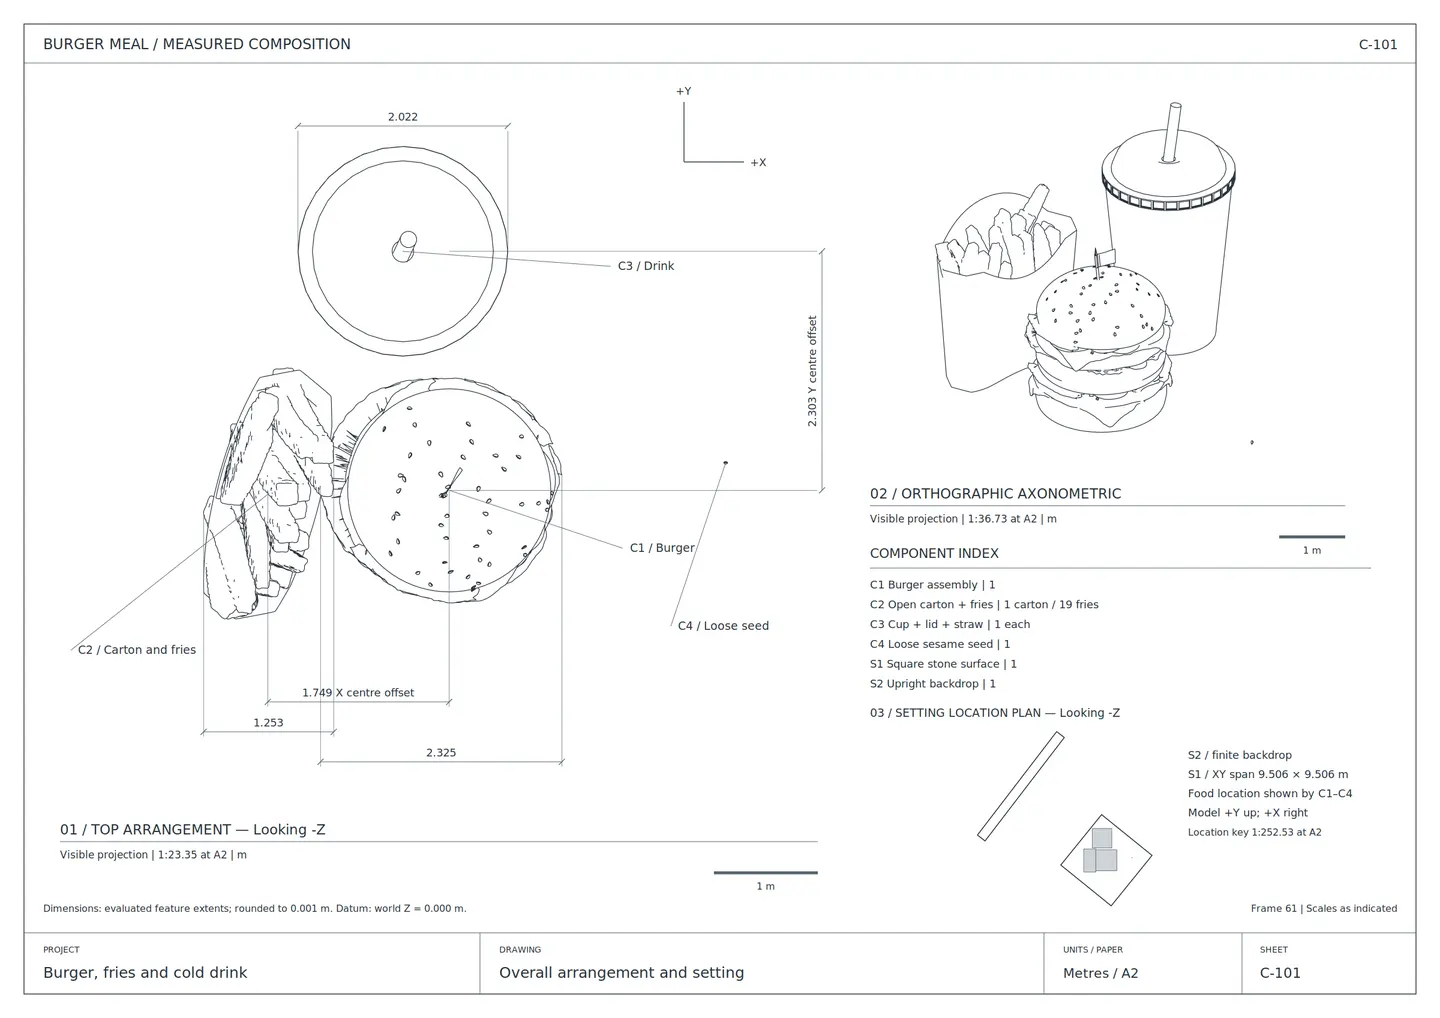 BURGER MEAL / MEASURED COMPOSITION
C-101
+Y
+X
2.022
C3 / Drink
2.303 Y centre offset
C1 / Burger
C4 / Loose seed
C2 / Carton and fries
1.749 X centre offset
1.253
2.325
01 / TOP ARRANGEMENT — Looking -Z
Visible projection | 1:23.35 at A2 | m
1 m
02 / ORTHOGRAPHIC AXONOMETRIC
Visible projection | 1:36.73 at A2 | m
1 m
COMPONENT INDEX
C1 Burger assembly | 1
C2 Open carton + fries | 1 carton / 19 fries
C3 Cup + lid + straw | 1 each
C4 Loose sesame seed | 1
S1 Square stone surface | 1
S2 Upright backdrop | 1
03 / SETTING LOCATION PLAN — Looking -Z
S2 / finite backdrop
S1 / XY span 9.506 × 9.506 m
Food location shown by C1–C4
Model +Y up; +X right
Location key 1:252.53 at A2
Dimensions: evaluated feature extents; rounded to 0.001 m. Datum: world Z = 0.000 m.
Frame 61 | Scales as indicated
PROJECT
Burger, fries and cold drink
DRAWING
Overall arrangement and setting
UNITS / PAPER
Metres / A2
SHEET
C-101